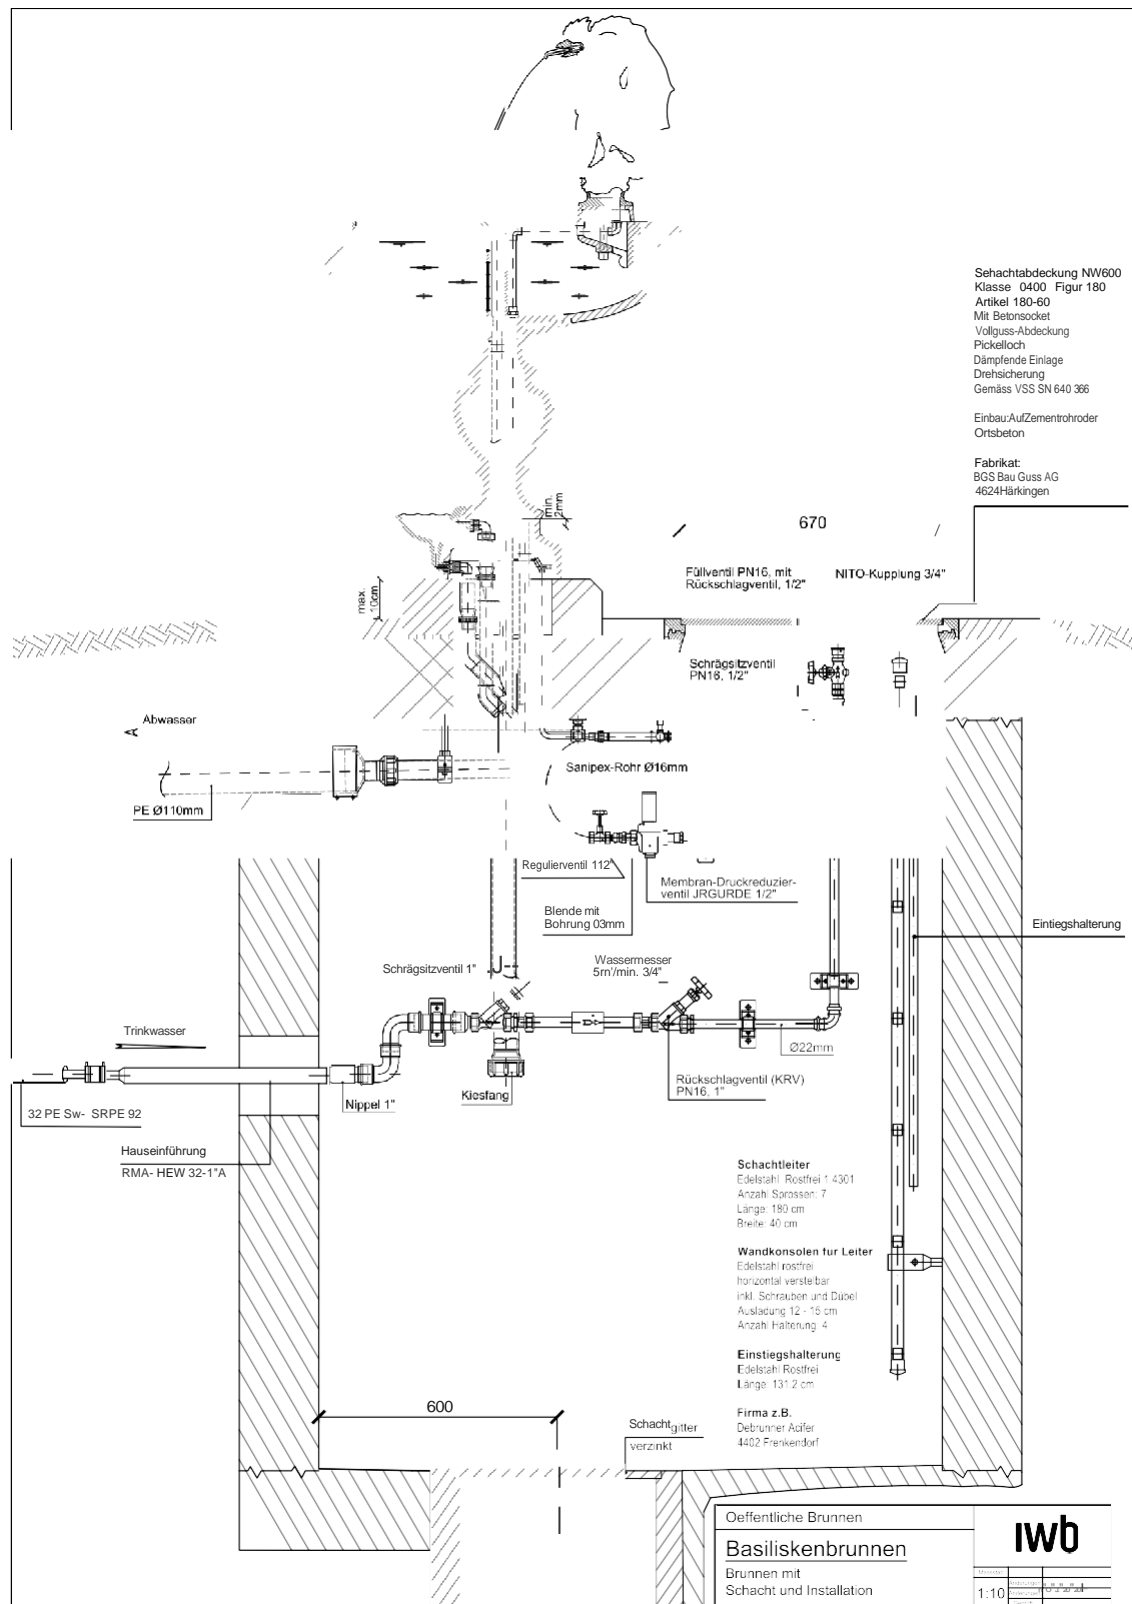 Sehachtabdeckung NW600
Klasse 0400 Figur 180
Artikel 180-60
Mit Betonsocket
Vollguss-Abdeckung
Pickelloch
Dämpfende Einlage
Drehsicherung
Gemäss VSS SN 640 366
Einbau:AufZementrohroder
Ortsbeton
Fabrikat:
BGS Bau Guss AG
4624Härkingen
min.
2mm
670
Füllventil PN16, mit
Rückschlagventil, 1/2"
NITO-Kupplung 3/4"
max.
10cm
Schrägsitzventil
PN16, 1/2"
Abwasser
A
Sanipex-Rohr Ø16mm
PE Ø110mm
Regulierventil 112"
Membran-Druckreduzier-
ventil JRGURDE 1/2"
Blende mit
Bohrung 03mm
Eintiegshalterung
Schrägsitzventil 1"
Wassermesser
5rn'/min. 3/4"
Trinkwasser
Ø22mm
Rückschlagventil (KRV)
PN16, 1"
Kiesfang
Nippel 1"
32 PE Sw- SRPE 92
Hauseinführung
RMA- HEW 32-1"A
Schachtleiter
Edelstahl Rostfrei 1.4301
Anzahl Sprossen: 7
Länge: 180 cm
Breite: 40 cm
Wandkonsolen fur Leiter
Edelstahl rostfrei
horizontal verstelbar
inkl. Schrauben und Dübel
Ausladung 12 - 15 cm
Anzahl Halterung: 4
Einstiegshalterung
Edelstahl Rostfrei
Länge: 131.2 cm
Firma z.B.
Debrunner Acifer
4402 Frenkendorf
600
Schachtgitter
verzinkt
Oeffentliche Brunnen
Basiliskenbrunnen
Brunnen mit
Schacht und Installation
iwb
1:10